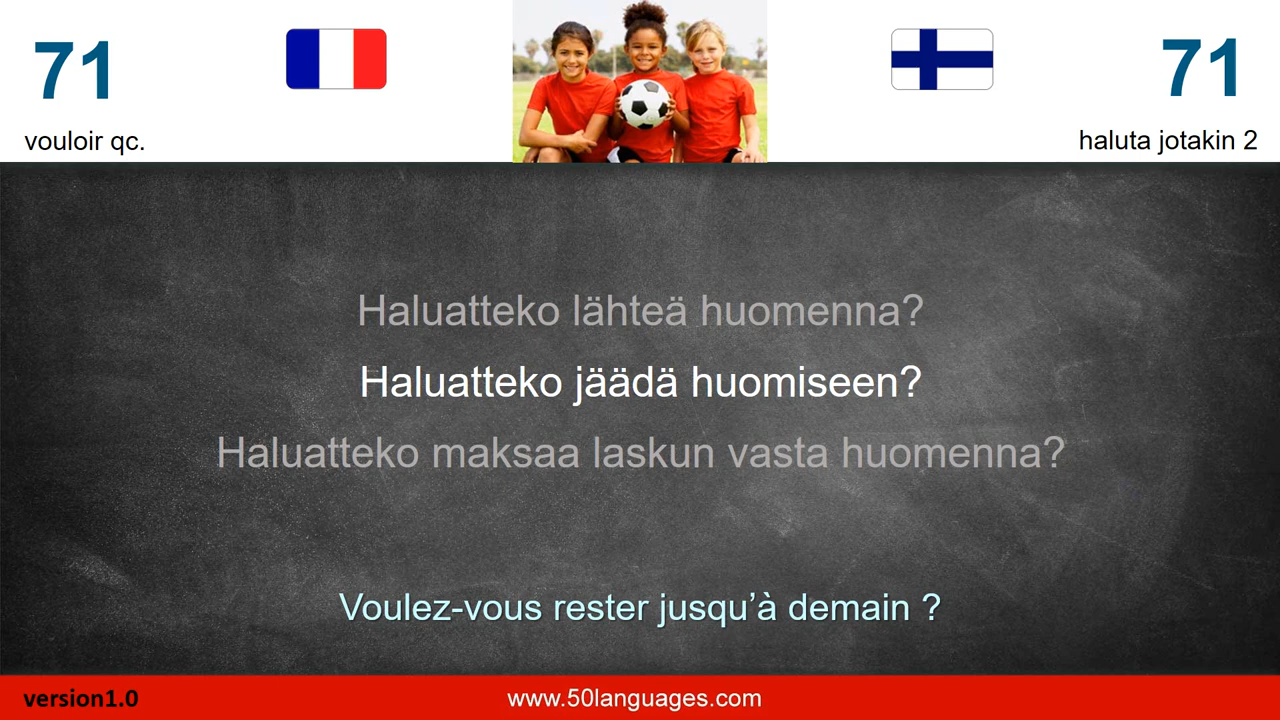 71
71
vouloir qc.
haluta jotakin 2
Haluatteko lähteä huomenna?
Haluatteko jäädä huomiseen?
Haluatteko maksaa laskun vasta huomenna?
Voulez-vous rester jusqu’à demain ?
version1.0
www.50languages.com